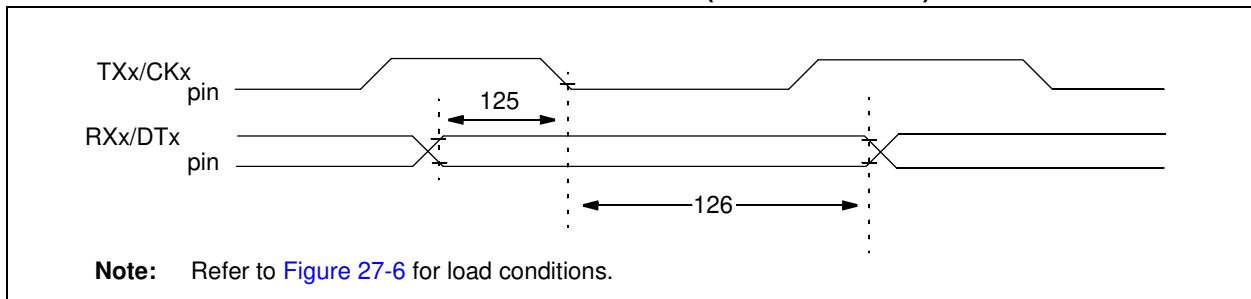 TXx/CKx
pin
125
RXx/DTx
pin
126
Note: Refer to Figure 27-6 for load conditions.